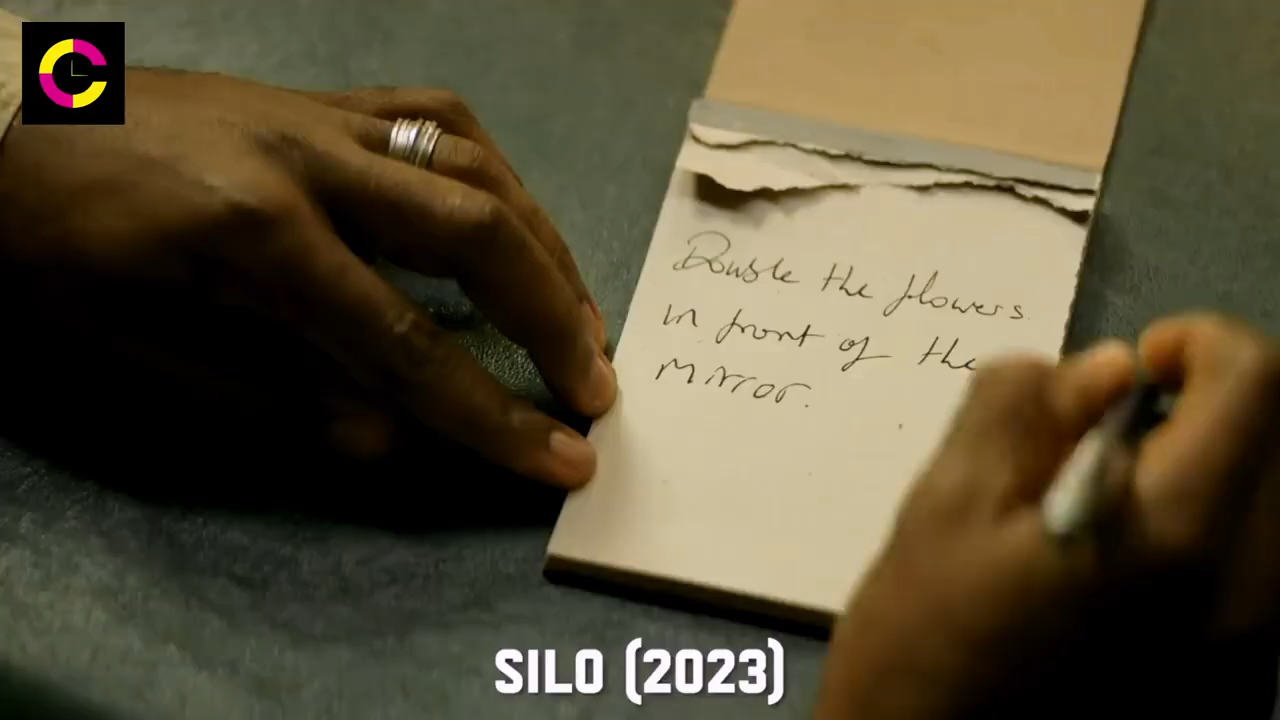 Double the flowers
in front of the
mirror.
SILO (2023)